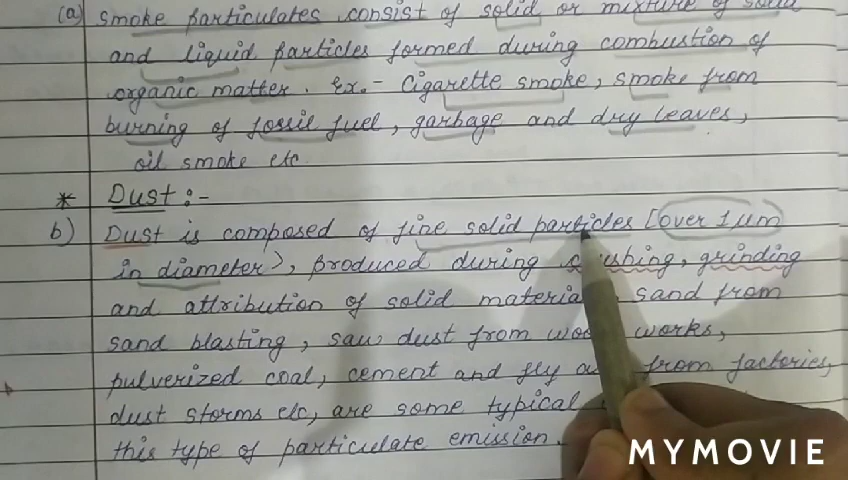 (a) smoke particulates consist of solid or mixture of solid
and liquid particles formed during combustion of
organic matter. Ex.- Cigarette smoke, smoke from
burning of fossil fuel, garbage and dry leaves,
oil smoke etc
* Dust :-
b) Dust is composed of fine solid particles [over 1 um
in diameter), produced during grinding
and attribution of solid sand from
sand blasting, saw dust from works,
pulverized coal, cement and fly from factories,
dust storms etc, are some typical
this type of particulate emission.
MYMOVIE